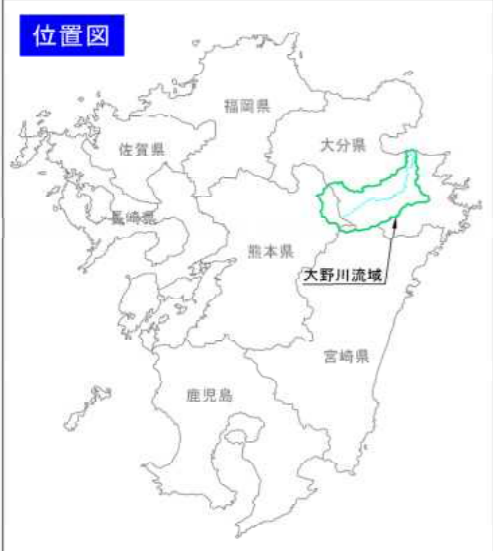 位置図
福岡県
大分県
佐賀県
長崎県
熊本県
大野川流域
宮崎県
鹿児島